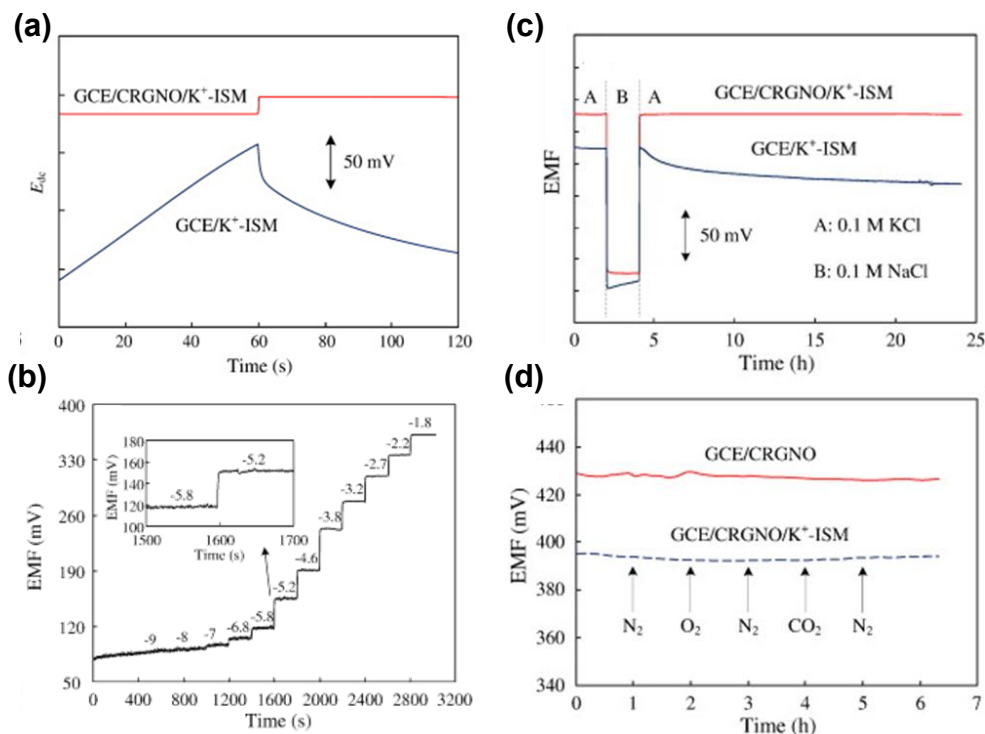 (a)
GCE/CRGNO/K⁺-ISM
50 mV
GCE/K⁺-ISM
E_dc
0 20 40 60 80 100 120
Time (s)
(c)
A B A
GCE/CRGNO/K⁺-ISM
GCE/K⁺-ISM
50 mV
A: 0.1 M KCl
B: 0.1 M NaCl
EMF
0 5 10 15 20 25
Time (h)
(b)
400
330
260
190
120
50
EMF (mV)
180
160
140
120
100
EMF (mV)
-5.8
-5.2
1500 1600 1700
Time (s)
-9
-8
-7
-6.8
-5.8
-5.2
-4.6
-3.8
-3.2
-2.7
-2.2
-1.8
0 400 800 1200 1600 2000 2400 2800 3200
Time (s)
(d)
440
420
400
380
360
340
EMF (mV)
GCE/CRGNO
GCE/CRGNO/K⁺-ISM
N₂ O₂ N₂ CO₂ N₂
0 1 2 3 4 5 6 7
Time (h)